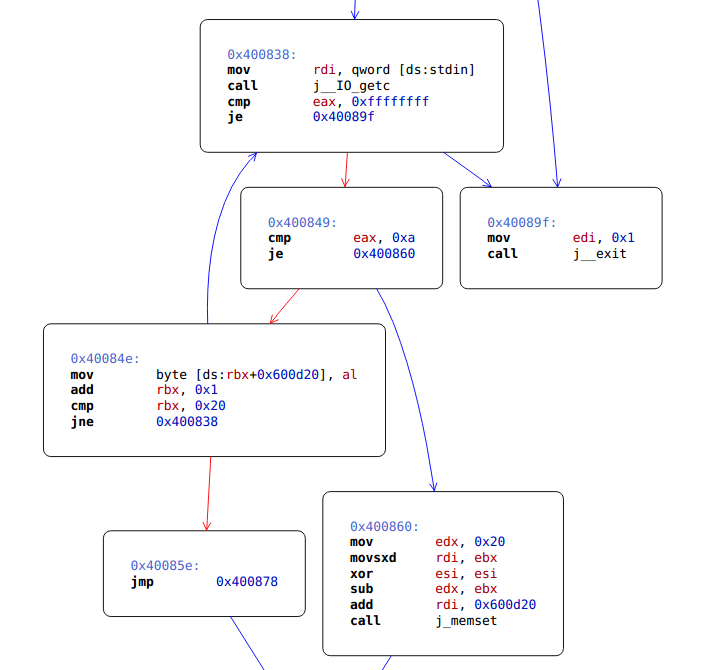 0x400838:
mov rdi, qword [ds:stdin]
call j__IO_getc
cmp eax, 0xffffffff
je 0x40089f
0x400849:
cmp eax, 0xa
je 0x400860
0x40089f:
mov edi, 0x1
call j__exit
0x40084e:
mov byte [ds:rbx+0x600d20], al
add rbx, 0x1
cmp rbx, 0x20
jne 0x400838
0x40085e:
jmp 0x400878
0x400860:
mov edx, 0x20
movsxd rdi, ebx
xor esi, esi
sub edx, ebx
add rdi, 0x600d20
call j_memset